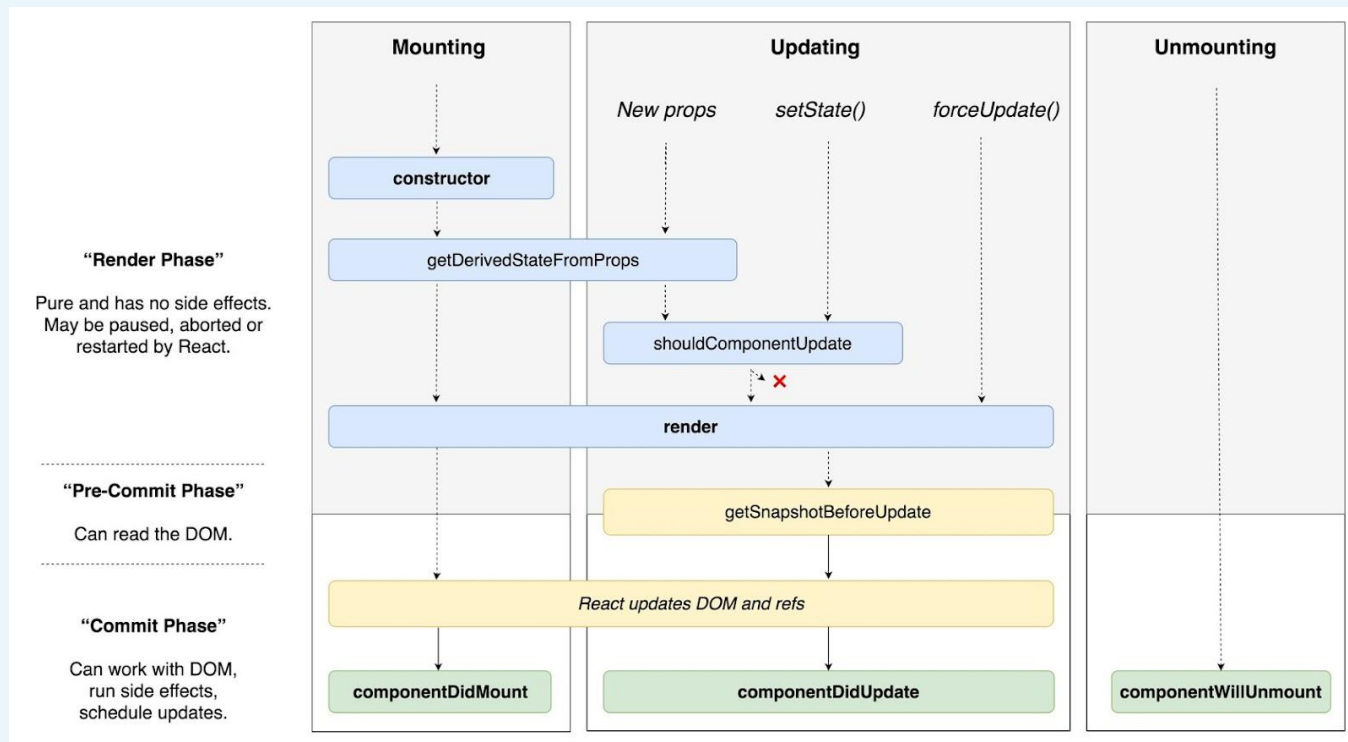 Mounting
Updating
Unmounting
New props
setState()
forceUpdate()
constructor
“Render Phase”
getDerivedStateFromProps
Pure and has no side effects.
May be paused, aborted or
restarted by React.
shouldComponentUpdate
render
“Pre-Commit Phase”
getSnapshotBeforeUpdate
Can read the DOM.
React updates DOM and refs
“Commit Phase”
Can work with DOM,
run side effects,
schedule updates.
componentDidMount
componentDidUpdate
componentWillUnmount